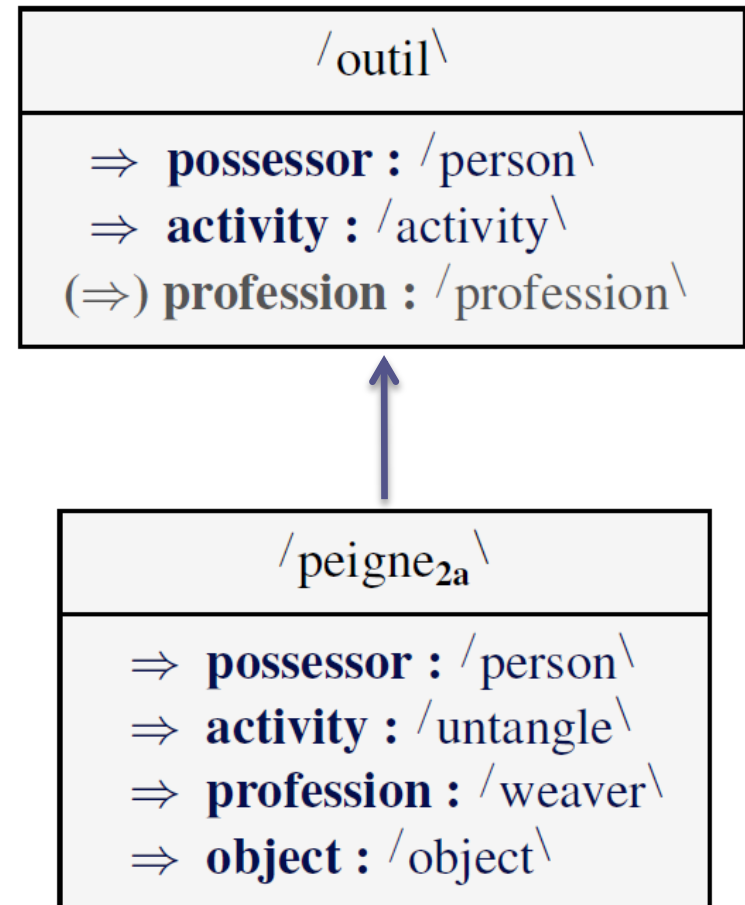 /outil\
⇒ possessor : /person\
⇒ activity : /activity\
(⇒) profession : /profession\
/peigne2a\
⇒ possessor : /person\
⇒ activity : /untangle\
⇒ profession : /weaver\
⇒ object : /object\